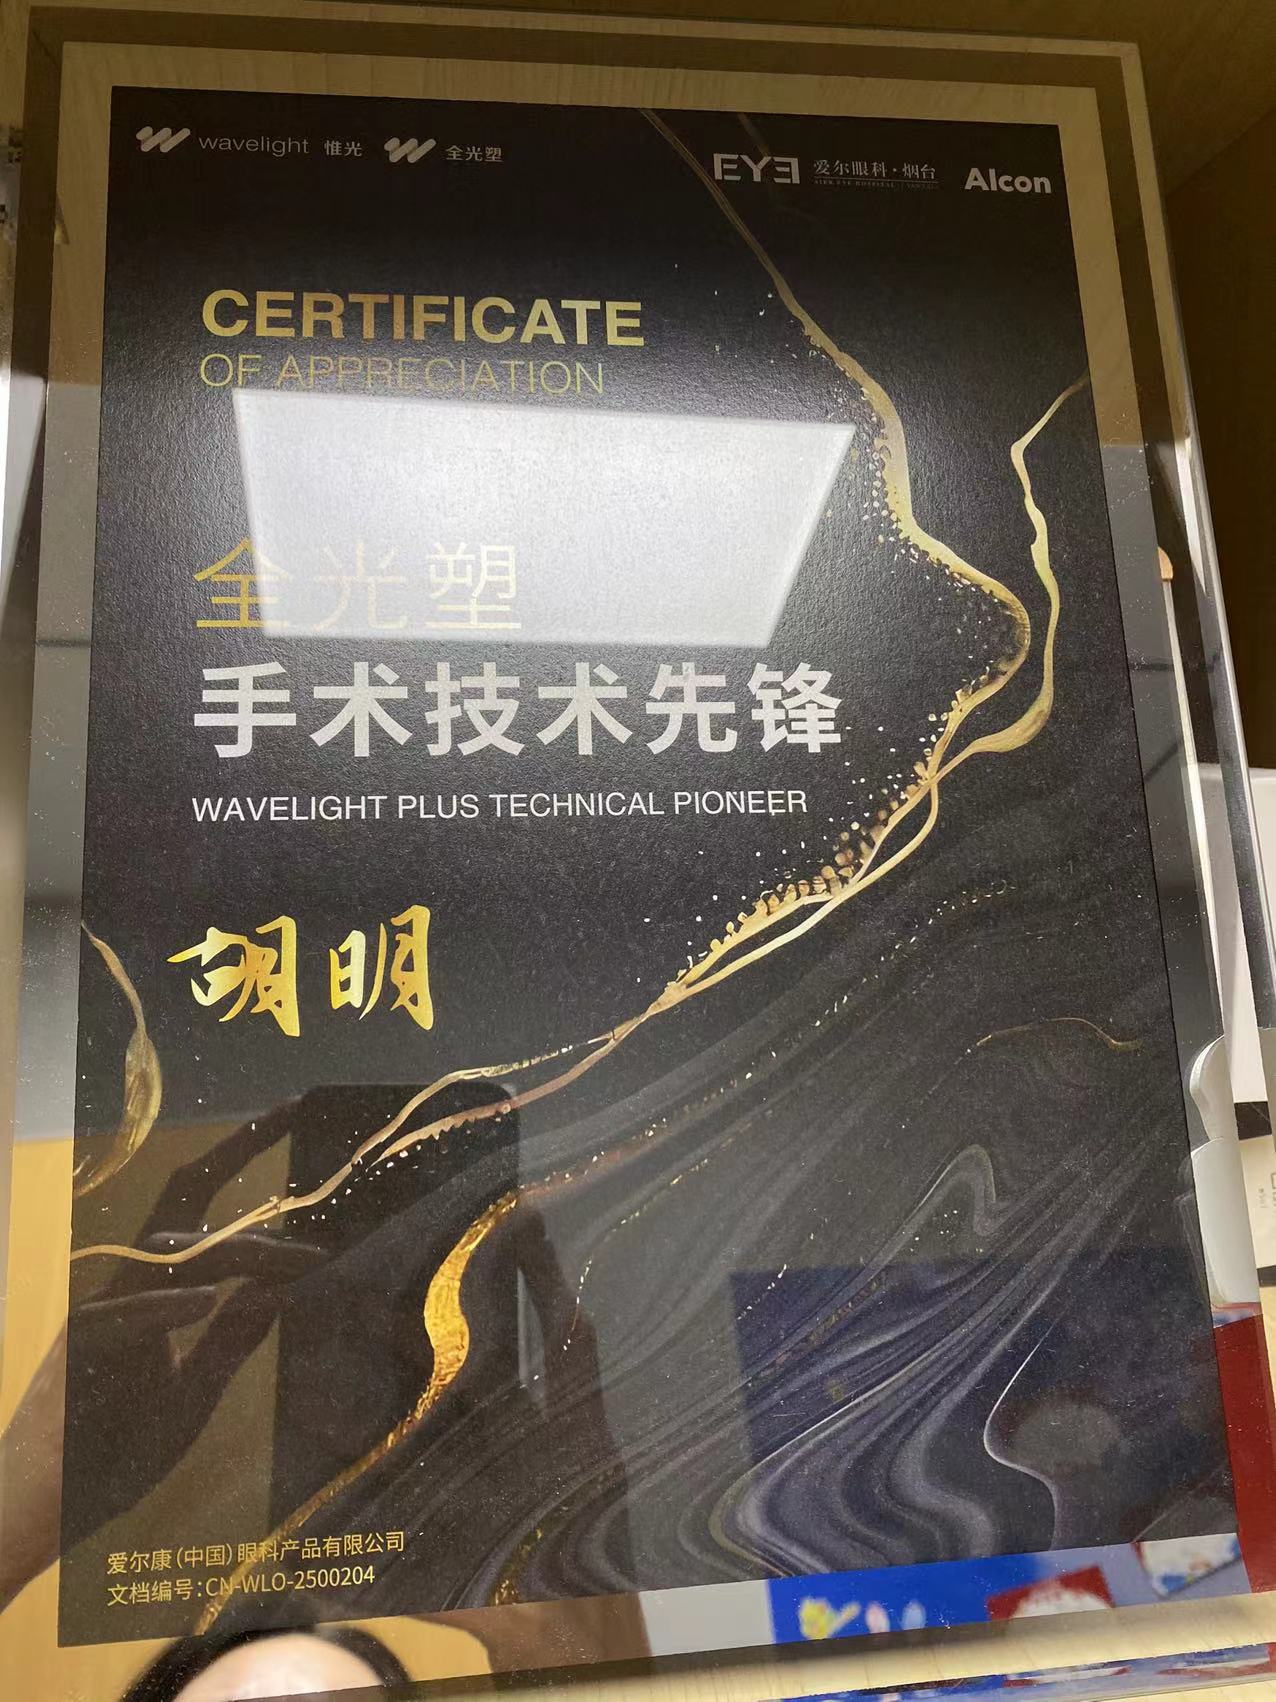 wavelight 惟光 全光塑
EYE 爱尔眼科·烟台 Alcon
CERTIFICATE
OF APPRECIATION
全光塑
手术技术先锋
WAVELIGHT PLUS TECHNICAL PIONEER
胡明
爱尔康(中国)眼科产品有限公司
文档编号:CN-WLO-2500204